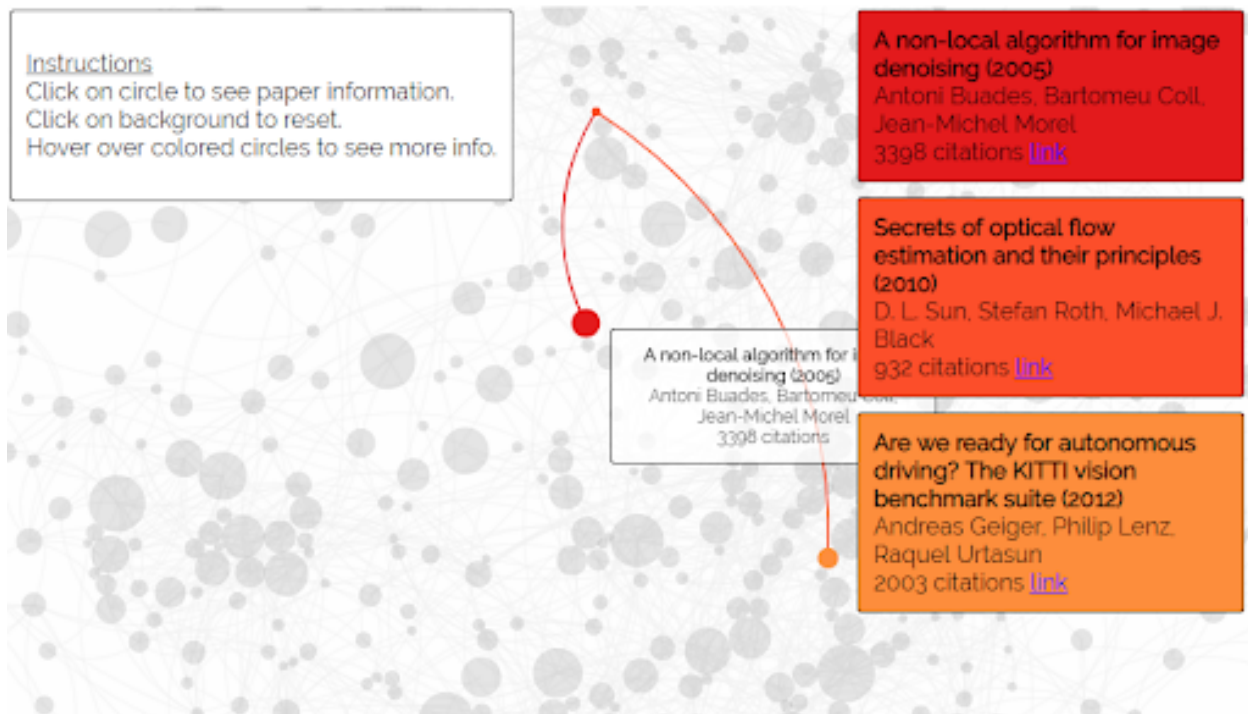 Instructions
Click on circle to see paper information.
Click on background to reset.
Hover over colored circles to see more info.
A non-local algorithm for i
denoising (2005)
Antoni Buades, Bartomeu Coll,
Jean-Michel Morel
3398 citations
A non-local algorithm for image
denoising (2005)
Antoni Buades, Bartomeu Coll,
Jean-Michel Morel
3398 citations link
Secrets of optical flow
estimation and their principles
(2010)
D. L. Sun, Stefan Roth, Michael J.
Black
932 citations link
Are we ready for autonomous
driving? The KITTI vision
benchmark suite (2012)
Andreas Geiger, Philip Lenz,
Raquel Urtasun
2003 citations link